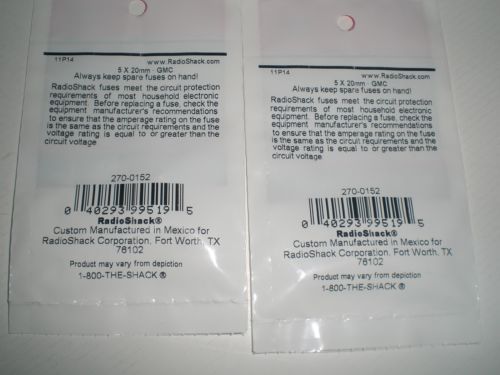 11P14
www.RadioShack.com
5 X 20mm · GMC
Always keep spare fuses on hand!
RadioShack fuses meet the circuit protection
requirements of most household electronic
equipment. Before replacing a fuse, check the
equipment manufacturer's recommendations
to ensure that the amperage rating on the fuse
is the same as the circuit requirements and the
voltage rating is equal to or greater than the
circuit voltage
270-0152
0 40293 99519 5
RadioShack®
Custom Manufactured in Mexico for
RadioShack Corporation, Fort Worth, TX
76102
Product may vary from depiction
1-800-THE-SHACK ®
11P14
www.RadioShack.com
5 X 20mm · GMC
Always keep spare fuses on hand!
RadioShack fuses meet the circuit protection
requirements of most household electronic
equipment. Before replacing a fuse, check the
equipment manufacturer's recommendations
to ensure that the amperage rating on the fuse
is the same as the circuit requirements and the
voltage rating is equal to or greater than the
circuit voltage
270-0152
0 40293 99519 5
RadioShack®
Custom Manufactured in Mexico for
RadioShack Corporation, Fort Worth, TX
76102
Product may vary from depiction
1-800-THE-SHACK ®